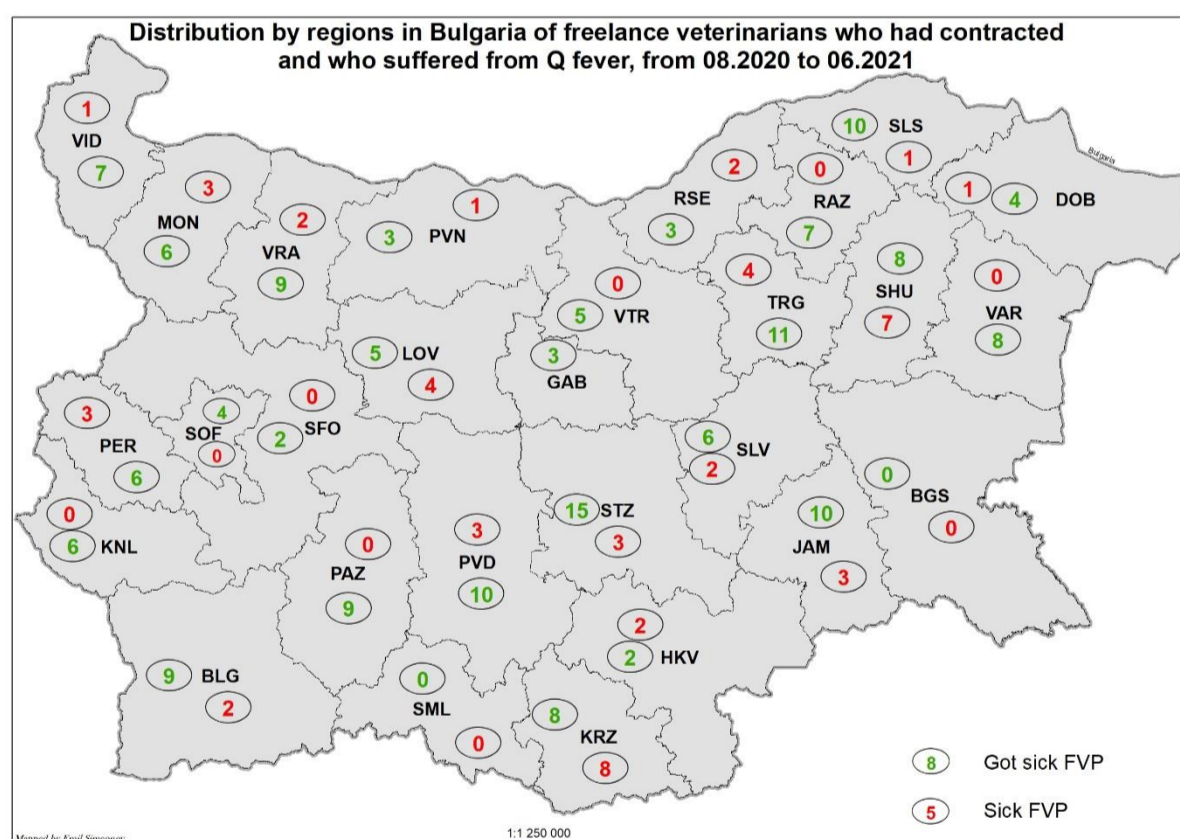 Distribution by regions in Bulgaria of freelance veterinarians who had contracted
and who suffered from Q fever, from 08.2020 to 06.2021
1
VID
7
3
MON
6
2
VRA
9
1
3
PVN
2
RSE
3
0
RAZ
7
10
SLS
1
Bulgaria
1
4
DOB
4
TRG
11
8
SHU
7
0
VAR
8
0
5
VTR
3
GAB
5
LOV
4
3
PER
6
4
SOF
0
0
2
SFO
0
6
KNL
0
PAZ
9
3
PVD
10
15
STZ
3
6
SLV
2
10
JAM
3
0
BGS
0
9
BLG
2
0
SML
0
2
2
HKV
8
KRZ
8
8 Got sick FVP
5 Sick FVP
Mapped by Emil Simeonov
1:1 250 000